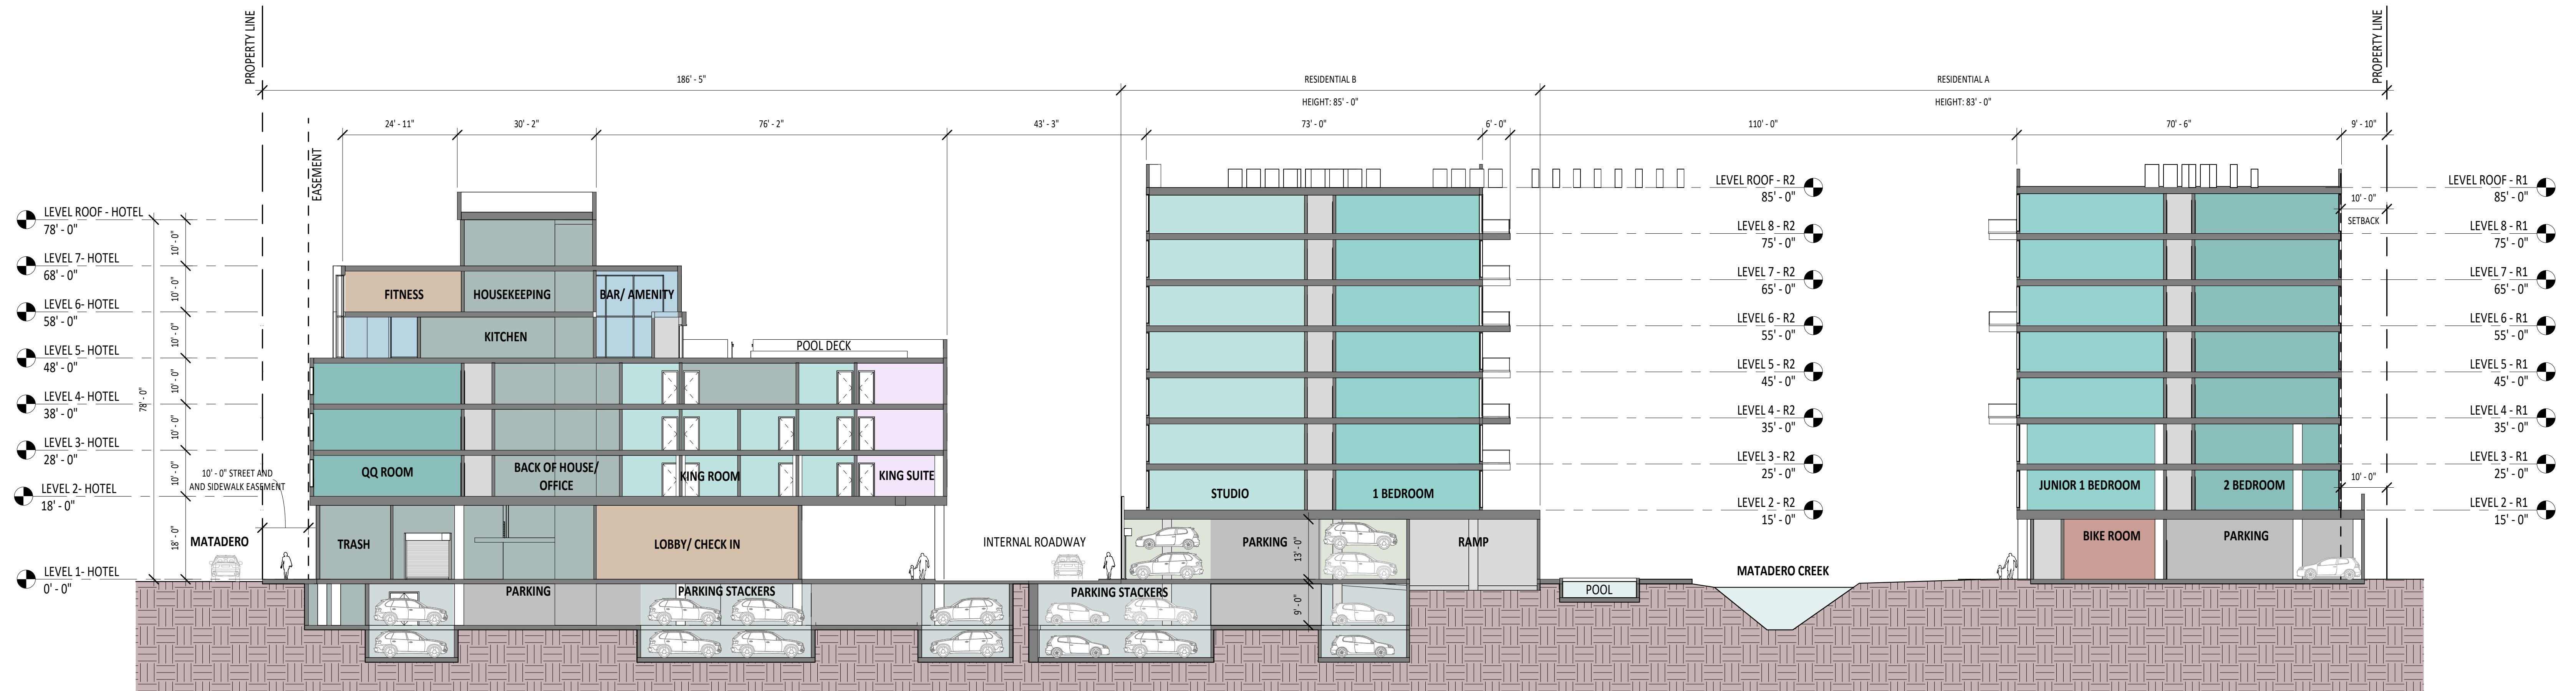 PROPERTY LINE
PROPERTY LINE
186' - 5"
RESIDENTIAL B
RESIDENTIAL A
HEIGHT: 85' - 0"
HEIGHT: 83' - 0"
24' - 11"
30' - 2"
76' - 2"
43' - 3"
73' - 0"
6' - 0"
110' - 0"
70' - 6"
9' - 10"
EASEMENT
LEVEL ROOF - HOTEL
78' - 0"
LEVEL 7- HOTEL
68' - 0"
LEVEL 6- HOTEL
58' - 0"
LEVEL 5- HOTEL
48' - 0"
LEVEL 4- HOTEL
38' - 0"
LEVEL 3- HOTEL
28' - 0"
LEVEL 2- HOTEL
18' - 0"
LEVEL 1- HOTEL
0' - 0"
78' - 0"
10' - 0"
10' - 0"
10' - 0"
10' - 0"
10' - 0"
10' - 0"
18' - 0"
10' - 0" STREET AND
AND SIDEWALK EASEMENT
MATADERO
FITNESS
HOUSEKEEPING
BAR/ AMENITY
KITCHEN
POOL DECK
QQ ROOM
BACK OF HOUSE/
OFFICE
KING ROOM
KING SUITE
TRASH
LOBBY/ CHECK IN
INTERNAL ROADWAY
PARKING
PARKING STACKERS
PARKING STACKERS
STUDIO
1 BEDROOM
PARKING
13' - 0"
RAMP
9' - 0"
POOL
MATADERO CREEK
LEVEL ROOF - R2
85' - 0"
LEVEL 8 - R2
75' - 0"
LEVEL 7 - R2
65' - 0"
LEVEL 6 - R2
55' - 0"
LEVEL 5 - R2
45' - 0"
LEVEL 4 - R2
35' - 0"
LEVEL 3 - R2
25' - 0"
LEVEL 2 - R2
15' - 0"
JUNIOR 1 BEDROOM
2 BEDROOM
BIKE ROOM
PARKING
10' - 0"
SETBACK
10' - 0"
LEVEL ROOF - R1
85' - 0"
LEVEL 8 - R1
75' - 0"
LEVEL 7 - R1
65' - 0"
LEVEL 6 - R1
55' - 0"
LEVEL 5 - R1
45' - 0"
LEVEL 4 - R1
35' - 0"
LEVEL 3 - R1
25' - 0"
LEVEL 2 - R1
15' - 0"